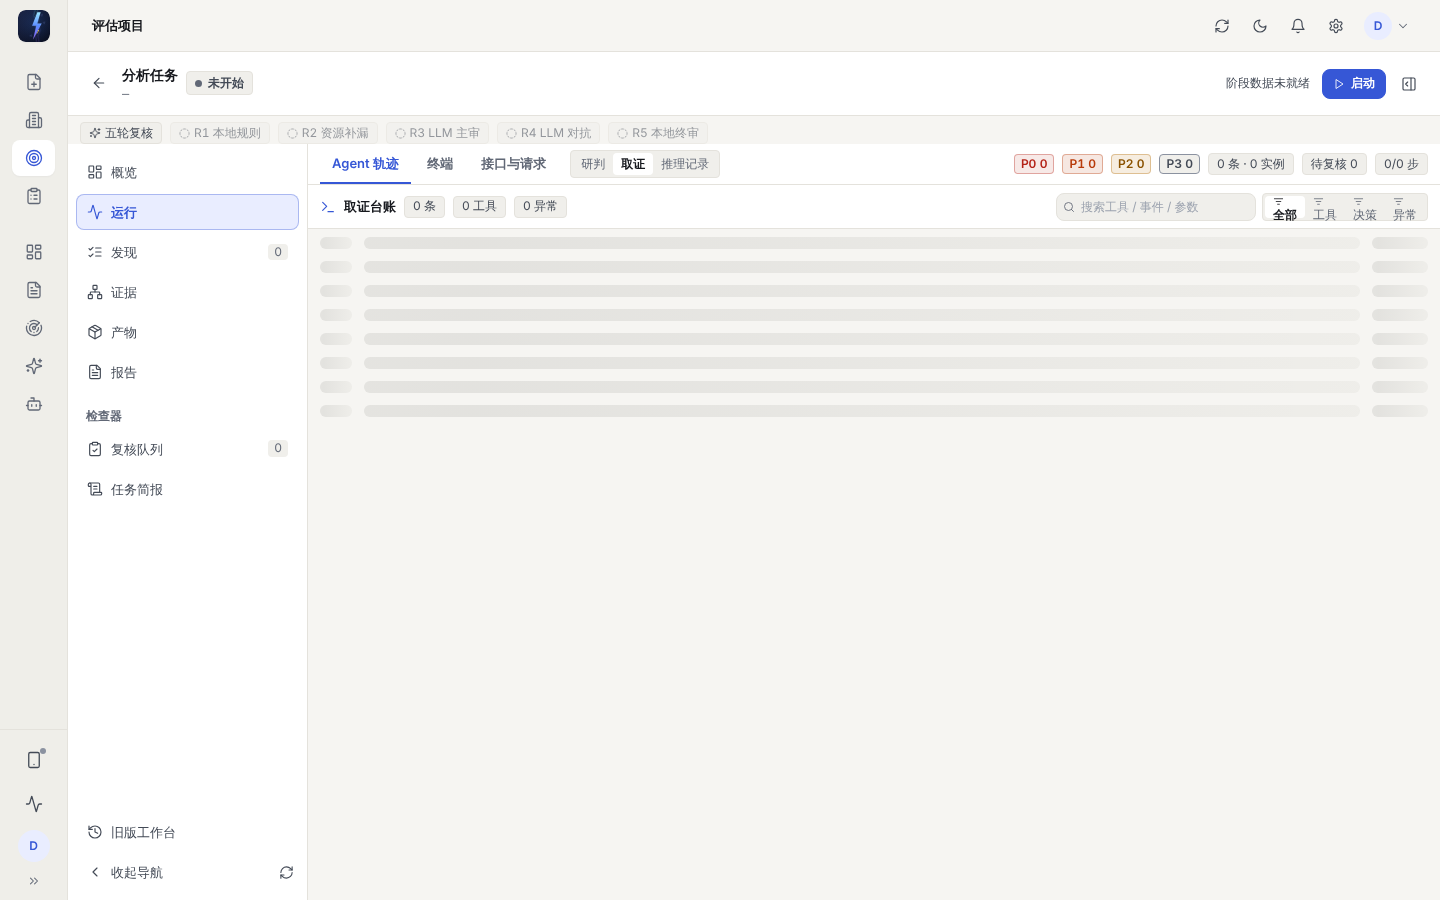 评估项目
D
分析任务
—
未开始
阶段数据未就绪
启动
五轮复核
R1 本地规则
R2 资源补漏
R3 LLM 主审
R4 LLM 对抗
R5 本地终审
概览
运行
发现 0
证据
产物
报告
检查器
复核队列 0
任务简报
旧版工作台
收起导航
D
Agent 轨迹
终端
接口与请求
研判
取证
推理记录
P0 0
P1 0
P2 0
P3 0
0 条 · 0 实例
待复核 0
0/0 步
取证台账
0 条
0 工具
0 异常
搜索工具 / 事件 / 参数
全部
工具
决策
异常